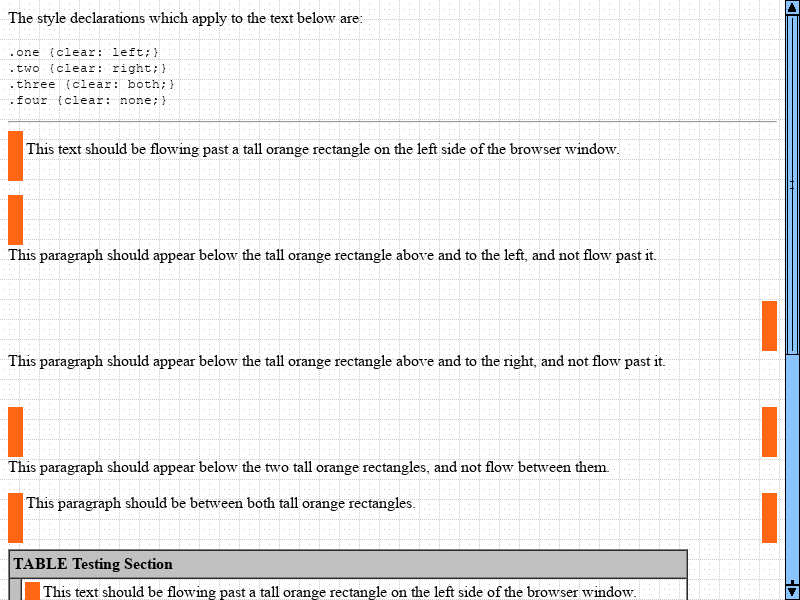 The style declarations which apply to the text below are:
.one {clear: left;}
.two {clear: right;}
.three {clear: both;}
.four {clear: none;}
This text should be flowing past a tall orange rectangle on the left side of the browser window.
This paragraph should appear below the tall orange rectangle above and to the left, and not flow past it.
This paragraph should appear below the tall orange rectangle above and to the right, and not flow past it.
This paragraph should appear below the two tall orange rectangles, and not flow between them.
This paragraph should be between both tall orange rectangles.
TABLE Testing Section
This text should be flowing past a tall orange rectangle on the left side of the browser window.